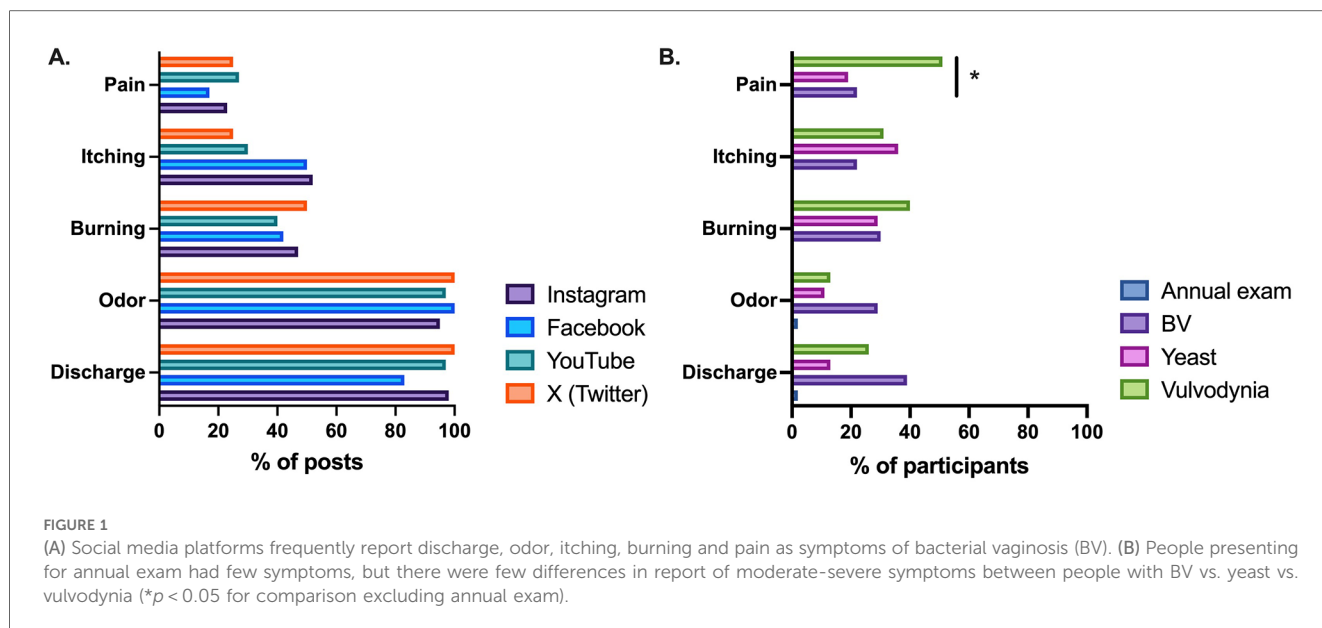 A.
Pain
Itching
Burning
Odor
Discharge
0 20 40 60 80 100
% of posts
Instagram
Facebook
YouTube
X (Twitter)
B.
*
Pain
Itching
Burning
Odor
Discharge
0 20 40 60 80 100
% of participants
Annual exam
BV
Yeast
Vulvodynia
FIGURE 1
(A) Social media platforms frequently report discharge, odor, itching, burning and pain as symptoms of bacterial vaginosis (BV). (B) People presenting
for annual exam had few symptoms, but there were few differences in report of moderate-severe symptoms between people with BV vs. yeast vs.
vulvodynia (*p < 0.05 for comparison excluding annual exam).